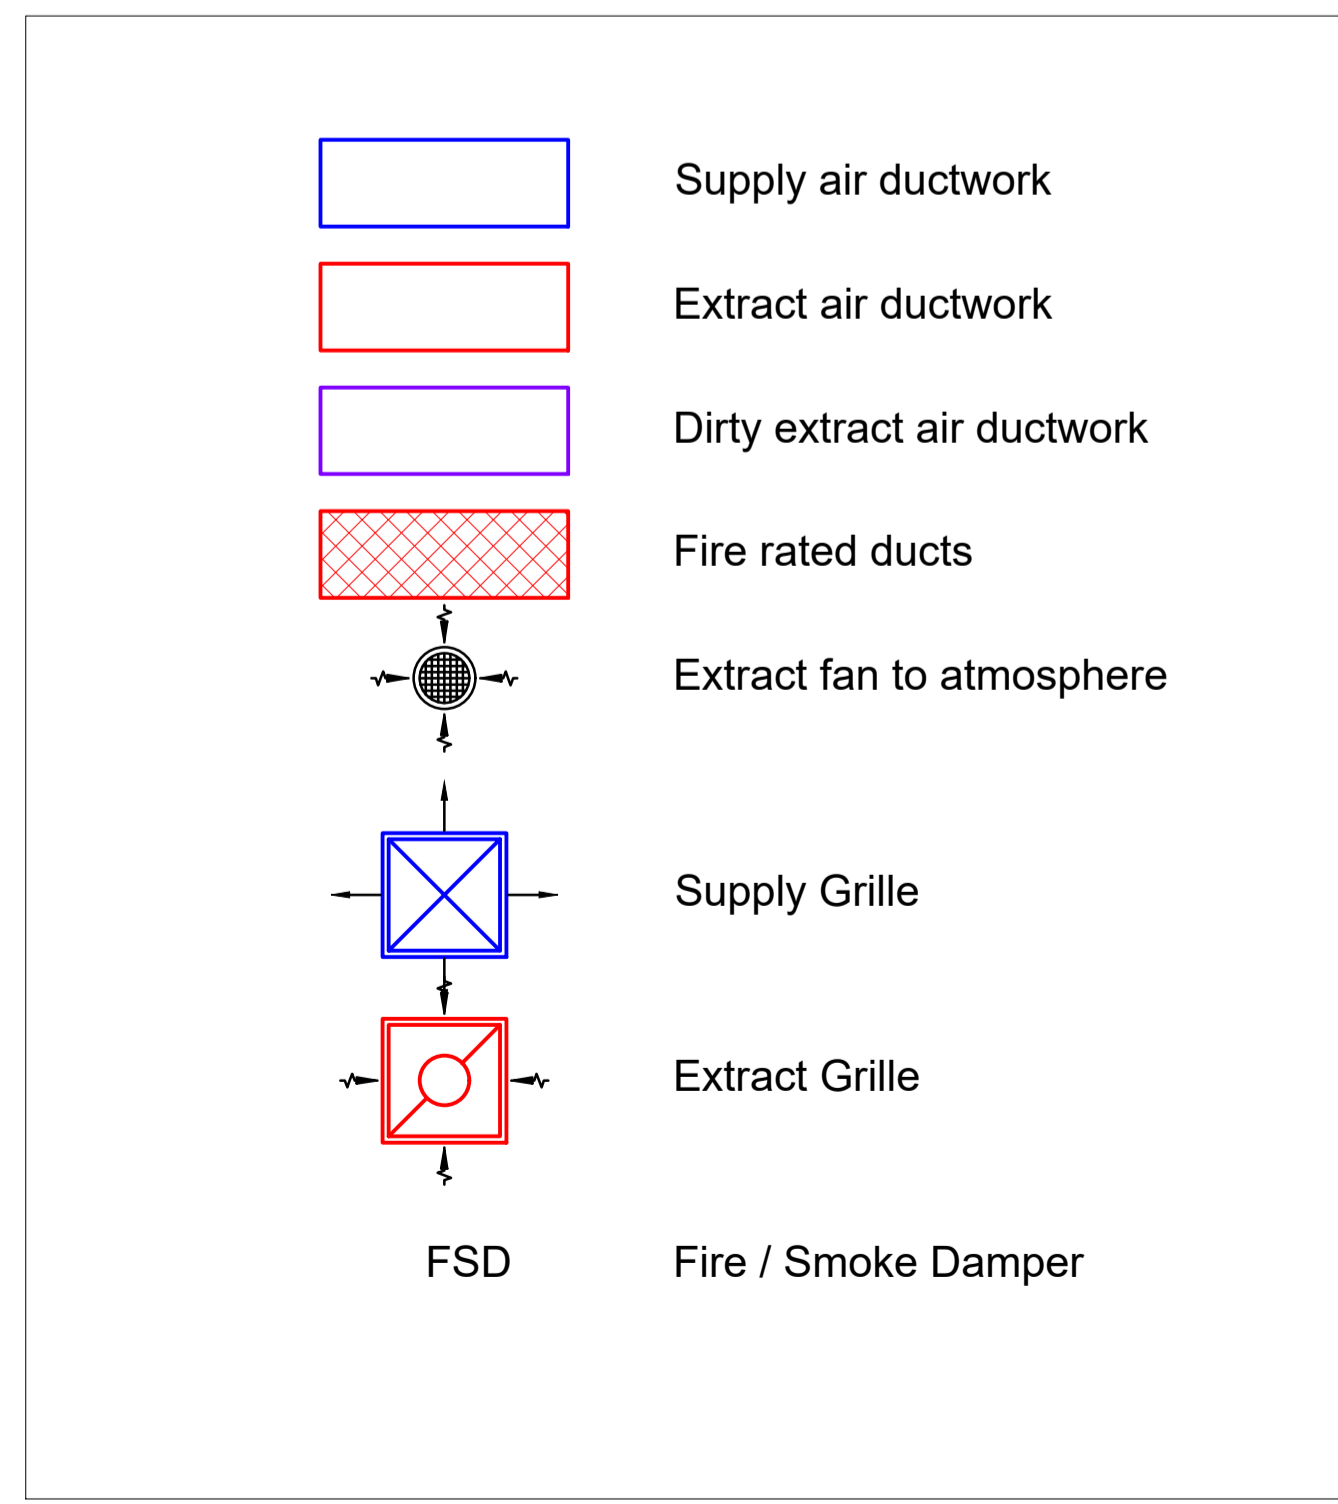 Supply air ductwork
Extract air ductwork
Dirty extract air ductwork
Fire rated ducts
Extract fan to atmosphere
Supply Grille
Extract Grille
FSD Fire / Smoke Damper